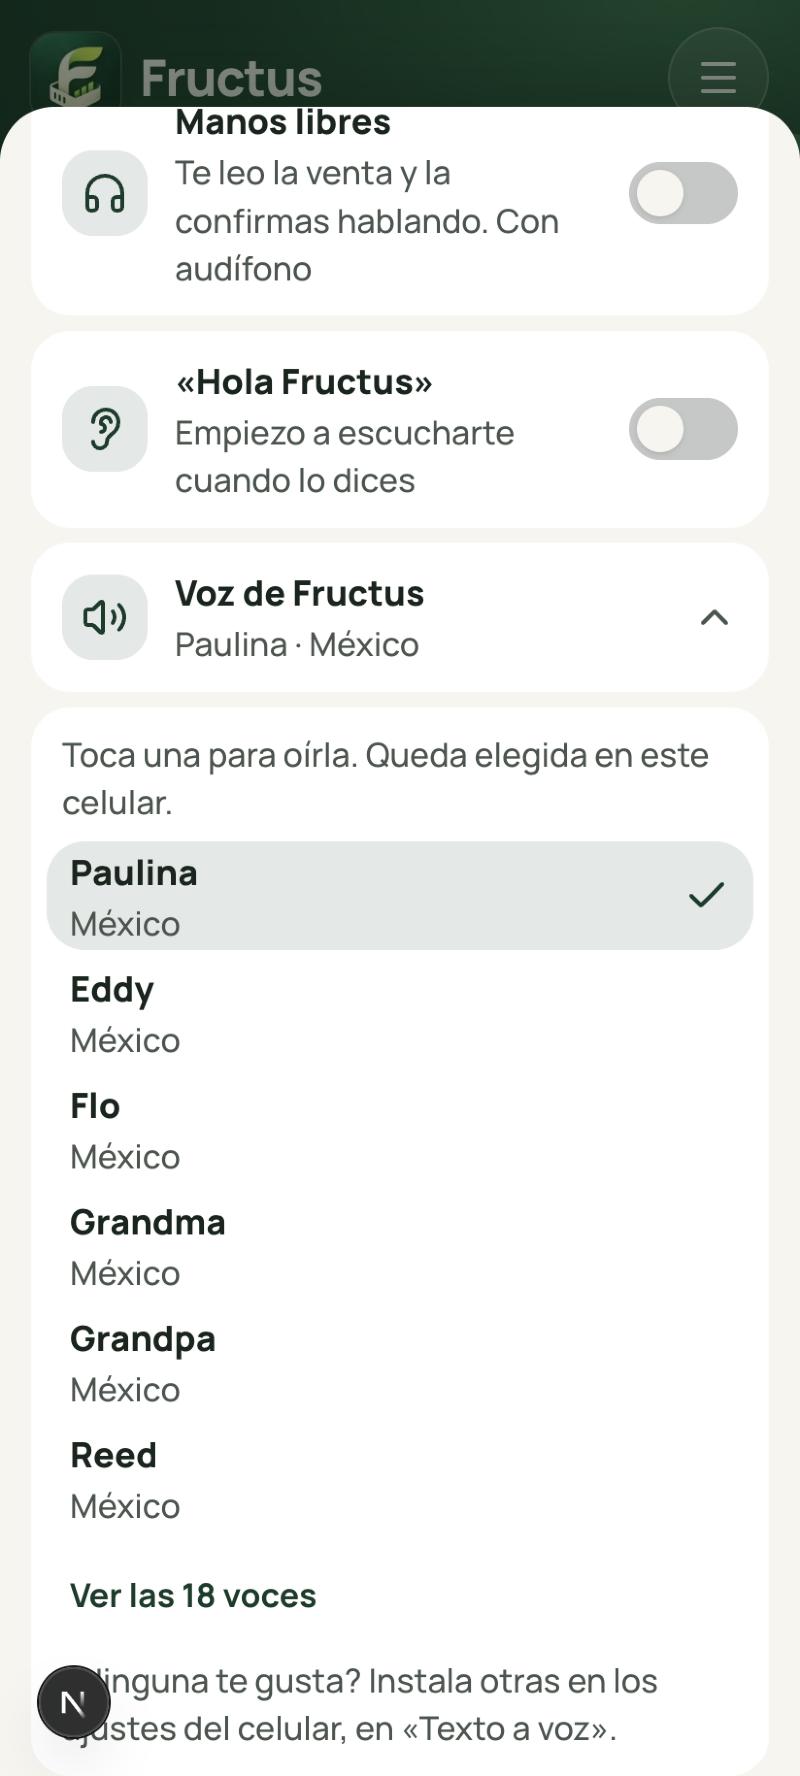 Fructus
Manos libres
Te leo la venta y la
confirmas hablando. Con
audífono
«Hola Fructus»
Empiezo a escucharte
cuando lo dices
Voz de Fructus
Paulina · México
Toca una para oírla. Queda elegida en este
celular.
Paulina
México
Eddy
México
Flo
México
Grandma
México
Grandpa
México
Reed
México
Ver las 18 voces
te gusta? Instala otras en los
del celular, en «Texto a voz».